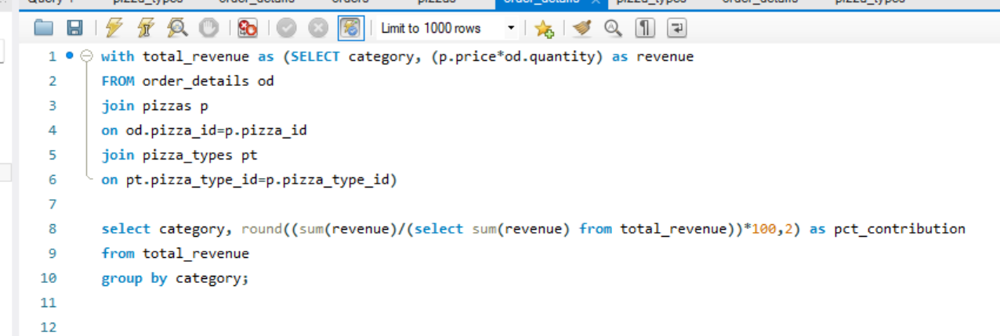 Query 1 pizza_types order_details orders pizzas order_details pizza_types order_details pizza_types
Limit to 1000 rows
1 with total_revenue as (SELECT category, (p.price*od.quantity) as revenue
2 FROM order_details od
3 join pizzas p
4 on od.pizza_id=p.pizza_id
5 join pizza_types pt
6 on pt.pizza_type_id=p.pizza_type_id)
7
8 select category, round((sum(revenue)/(select sum(revenue) from total_revenue))*100,2) as pct_contribution
9 from total_revenue
10 group by category;
11
12